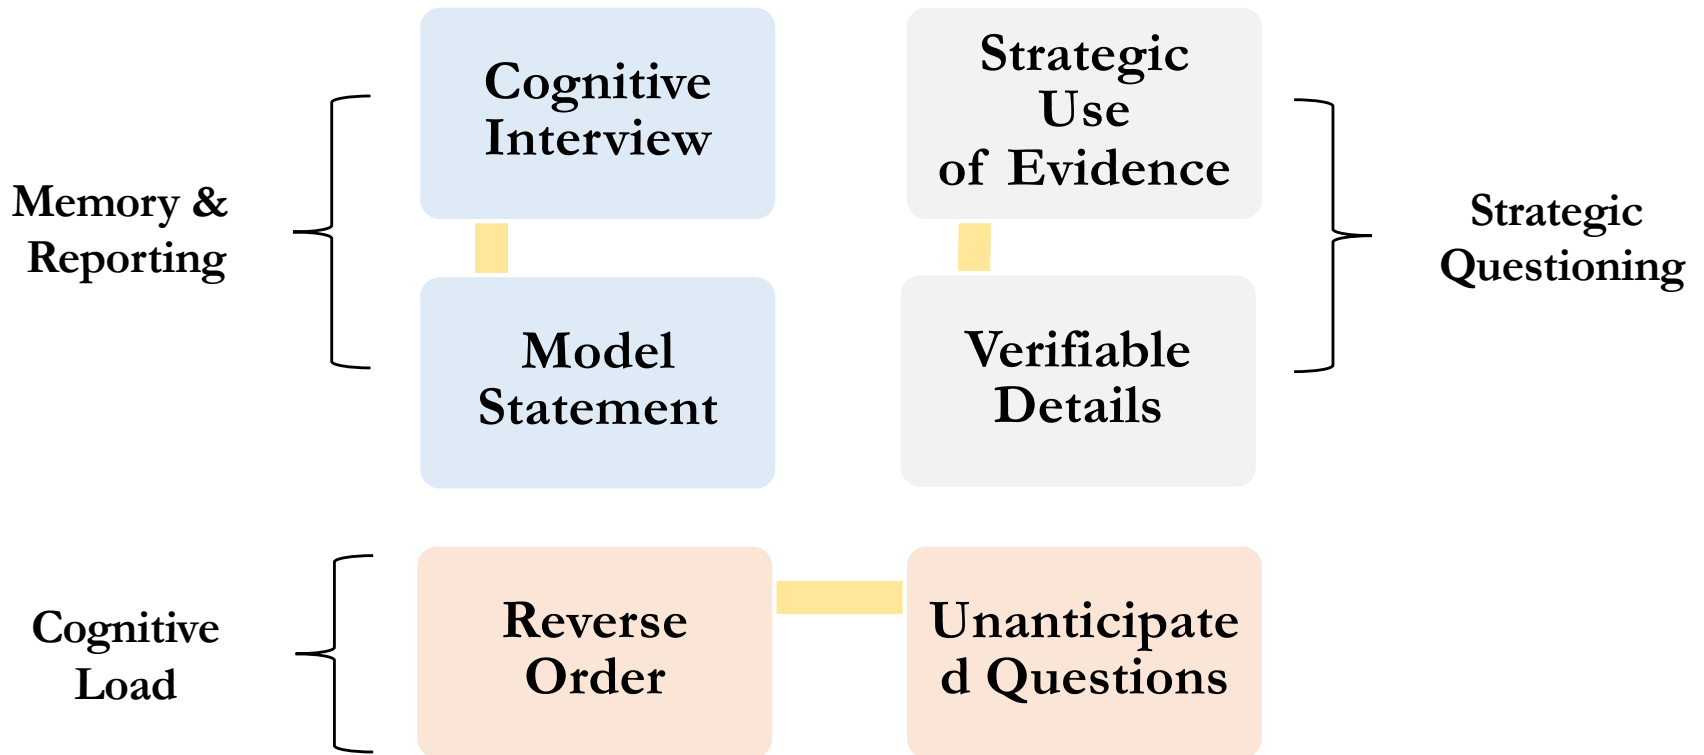 Memory &
Reporting
Cognitive
Interview
Model
Statement
Strategic
Use
of Evidence
Verifiable
Details
Strategic
Questioning
Cognitive
Load
Reverse
Order
Unanticipate
d Questions